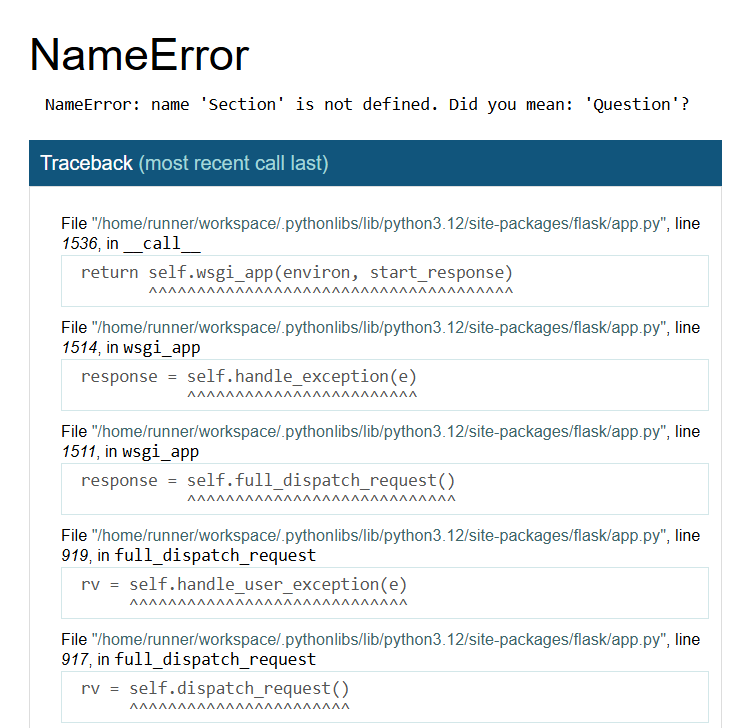 NameError
NameError: name 'Section' is not defined. Did you mean: 'Question'?
Traceback (most recent call last)
File "/home/runner/workspace/.pythonlibs/lib/python3.12/site-packages/flask/app.py", line
1536, in __call__
return self.wsgi_app(environ, start_response)
^^^^^^^^^^^^^^^^^^^^^^^^^^^^^^^^^^^^^^
File "/home/runner/workspace/.pythonlibs/lib/python3.12/site-packages/flask/app.py", line
1514, in wsgi_app
response = self.handle_exception(e)
^^^^^^^^^^^^^^^^^^^^^^^^
File "/home/runner/workspace/.pythonlibs/lib/python3.12/site-packages/flask/app.py", line
1511, in wsgi_app
response = self.full_dispatch_request()
^^^^^^^^^^^^^^^^^^^^^^^^^^^^
File "/home/runner/workspace/.pythonlibs/lib/python3.12/site-packages/flask/app.py", line
919, in full_dispatch_request
rv = self.handle_user_exception(e)
^^^^^^^^^^^^^^^^^^^^^^^^^^^^^
File "/home/runner/workspace/.pythonlibs/lib/python3.12/site-packages/flask/app.py", line
917, in full_dispatch_request
rv = self.dispatch_request()
^^^^^^^^^^^^^^^^^^^^^^^